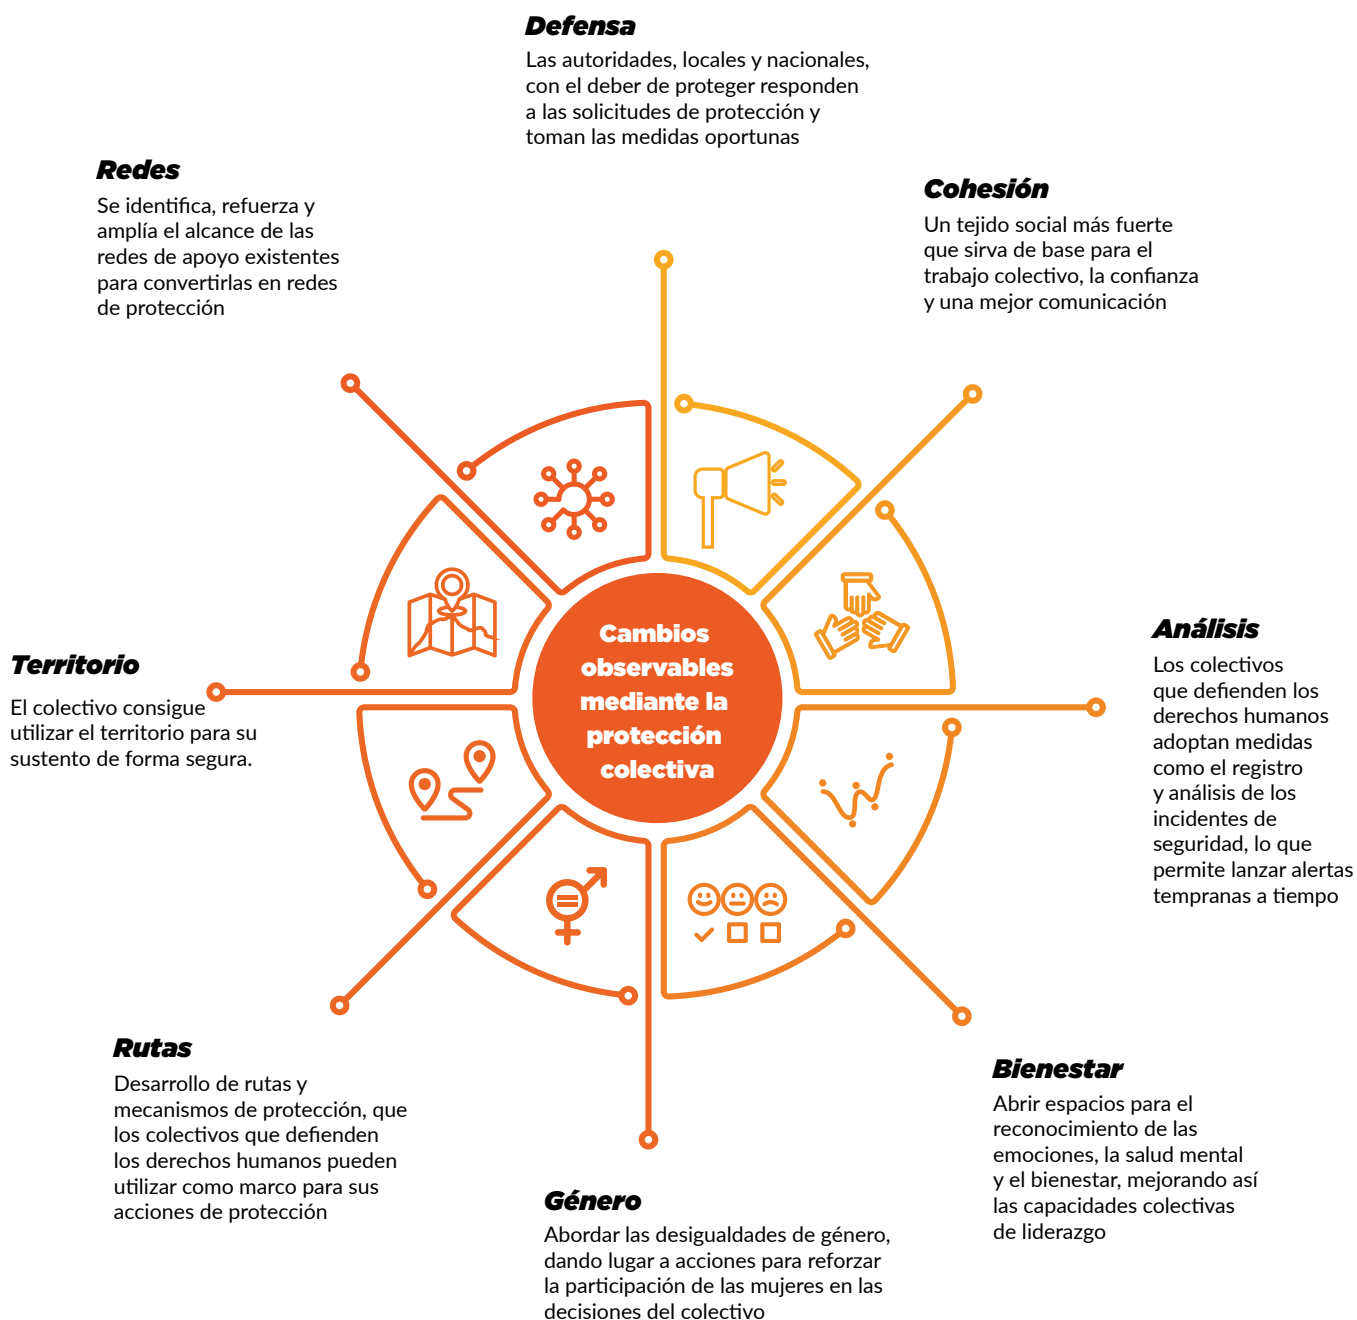 Defensa
Las autoridades, locales y nacionales,
con el deber de proteger responden
a las solicitudes de protección y
toman las medidas oportunas
Redes
Se identifica, refuerza y
amplía el alcance de las
redes de apoyo existentes
para convertirlas en redes
de protección
Cohesión
Un tejido social más fuerte
que sirva de base para el
trabajo colectivo, la confianza
y una mejor comunicación
Cambios
observables
mediante la
protección
colectiva
Análisis
Los colectivos
que defienden los
derechos humanos
adoptan medidas
como el registro
y análisis de los
incidentes de
seguridad, lo que
permite lanzar alertas
tempranas a tiempo
Territorio
El colectivo consigue
utilizar el territorio para su
sustento de forma segura.
Rutas
Desarrollo de rutas y
mecanismos de protección, que
los colectivos que defienden
los derechos humanos pueden
utilizar como marco para sus
acciones de protección
Bienestar
Abrir espacios para el
reconocimiento de las
emociones, la salud mental
y el bienestar, mejorando así
las capacidades colectivas
de liderazgo
Género
Abordar las desigualdades de género,
dando lugar a acciones para reforzar
la participación de las mujeres en las
decisiones del colectivo